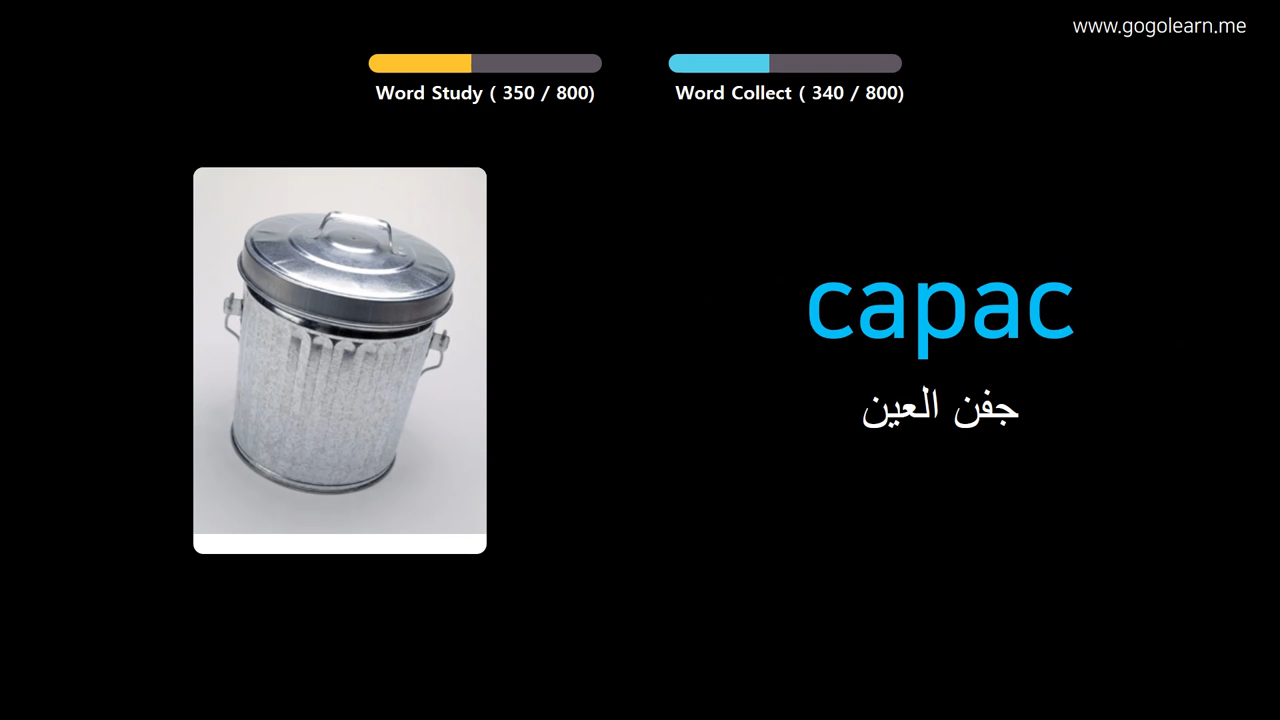 www.gogolearn.me
Word Study ( 350 / 800)
Word Collect ( 340 / 800)
capac
جفن العين